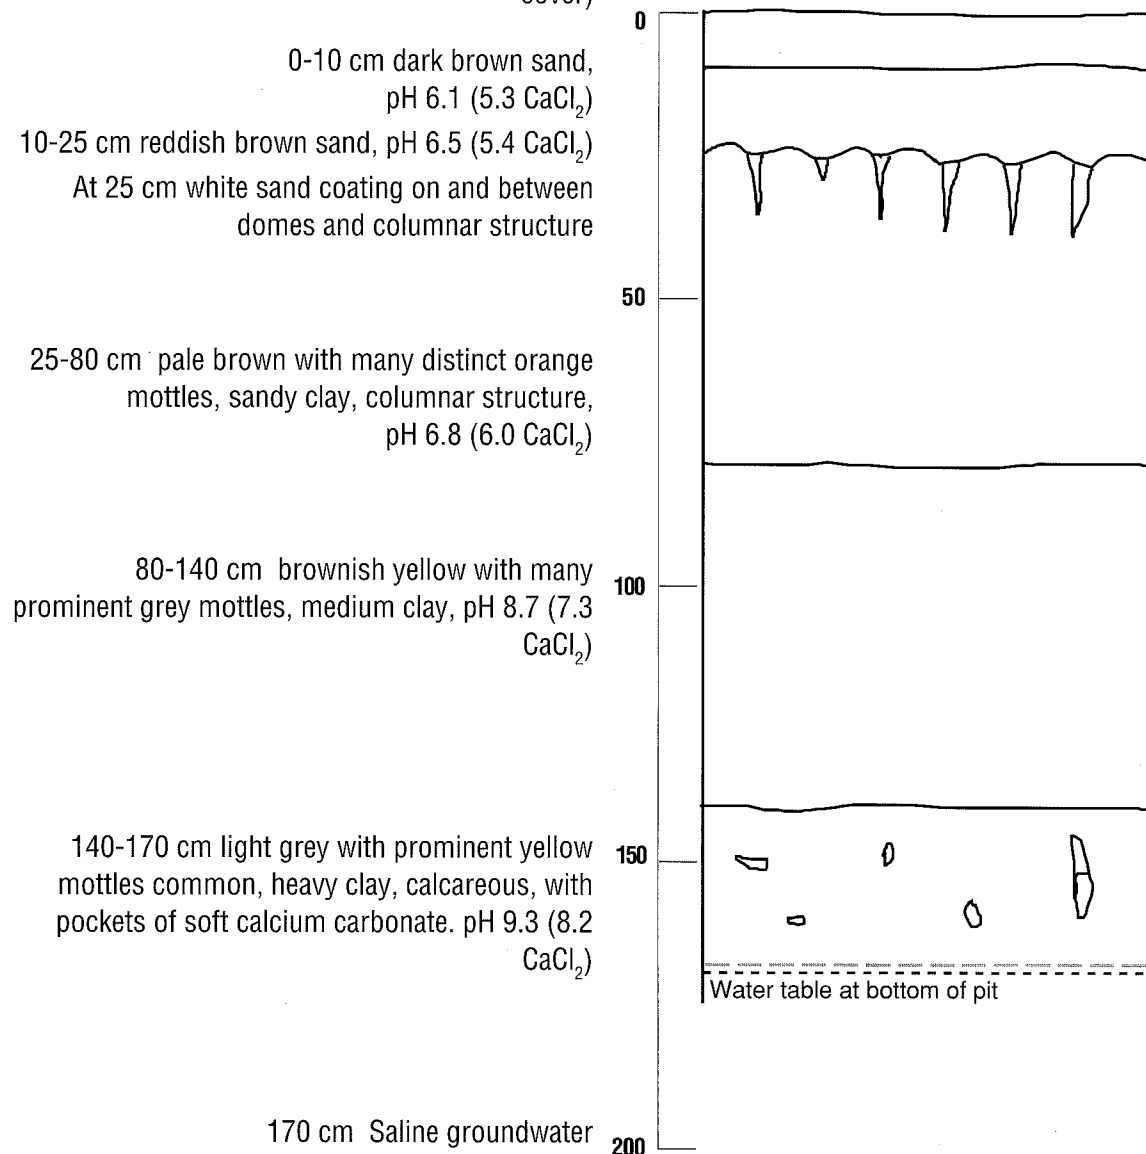 cover)
0-10 cm dark brown sand,
pH 6.1 (5.3 CaCl₂)
10-25 cm reddish brown sand, pH 6.5 (5.4 CaCl₂)
At 25 cm white sand coating on and between
domes and columnar structure
25-80 cm pale brown with many distinct orange
mottles, sandy clay, columnar structure,
pH 6.8 (6.0 CaCl₂)
80-140 cm brownish yellow with many
prominent grey mottles, medium clay, pH 8.7 (7.3
CaCl₂)
140-170 cm light grey with prominent yellow
mottles common, heavy clay, calcareous, with
pockets of soft calcium carbonate. pH 9.3 (8.2
CaCl₂)
170 cm Saline groundwater
0
50
100
150
200
Water table at bottom of pit